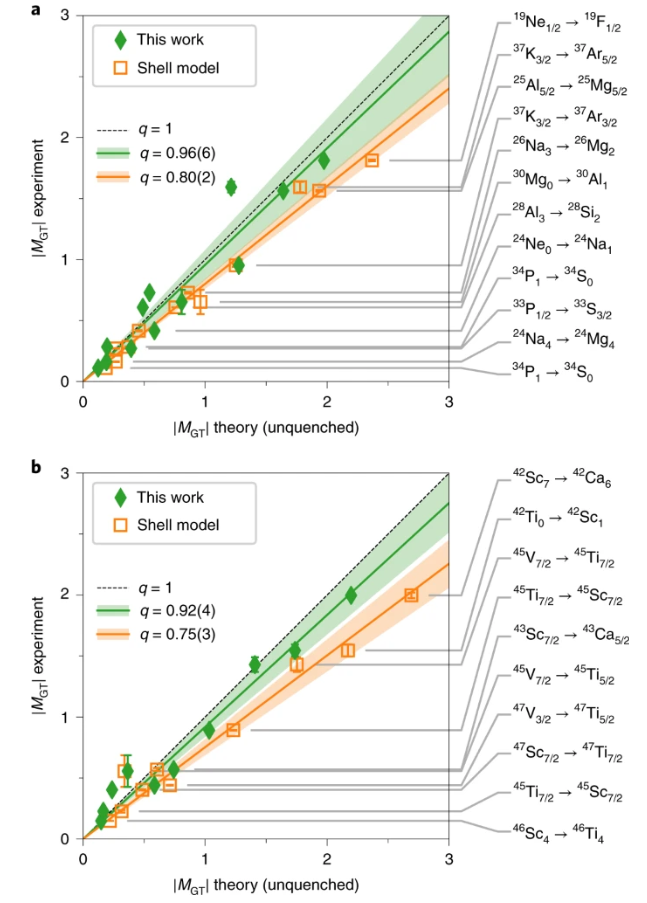 a
3
2
1
0
0 1 2 3
|M_GT| experiment
|M_GT| theory (unquenched)
This work
Shell model
q = 1
q = 0.96(6)
q = 0.80(2)
¹⁹Ne₁/₂ → ¹⁹F₁/₂
³⁷K₃/₂ → ³⁷Ar₅/₂
²⁵Al₅/₂ → ²⁵Mg₅/₂
³⁷K₃/₂ → ³⁷Ar₃/₂
²⁶Na₃ → ²⁶Mg₂
³⁰Mg₀ → ³⁰Al₁
²⁸Al₃ → ²⁸Si₂
²⁴Ne₀ → ²⁴Na₁
³⁴P₁ → ³⁴S₀
³³P₁/₂ → ³³S₃/₂
²⁴Na₄ → ²⁴Mg₄
³⁴P₁ → ³⁴S₀
b
3
2
1
0
0 1 2 3
|M_GT| experiment
|M_GT| theory (unquenched)
This work
Shell model
q = 1
q = 0.92(4)
q = 0.75(3)
⁴²Sc₇ → ⁴²Ca₆
⁴²Ti₀ → ⁴²Sc₁
⁴⁵V₇/₂ → ⁴⁵Ti₇/₂
⁴⁵Ti₇/₂ → ⁴⁵Sc₇/₂
⁴³Sc₇/₂ → ⁴³Ca₅/₂
⁴⁵V₇/₂ → ⁴⁵Ti₅/₂
⁴⁷V₃/₂ → ⁴⁷Ti₅/₂
⁴⁷Sc₇/₂ → ⁴⁷Ti₇/₂
⁴⁵Ti₇/₂ → ⁴⁵Sc₇/₂
⁴⁶Sc₄ → ⁴⁶Ti₄